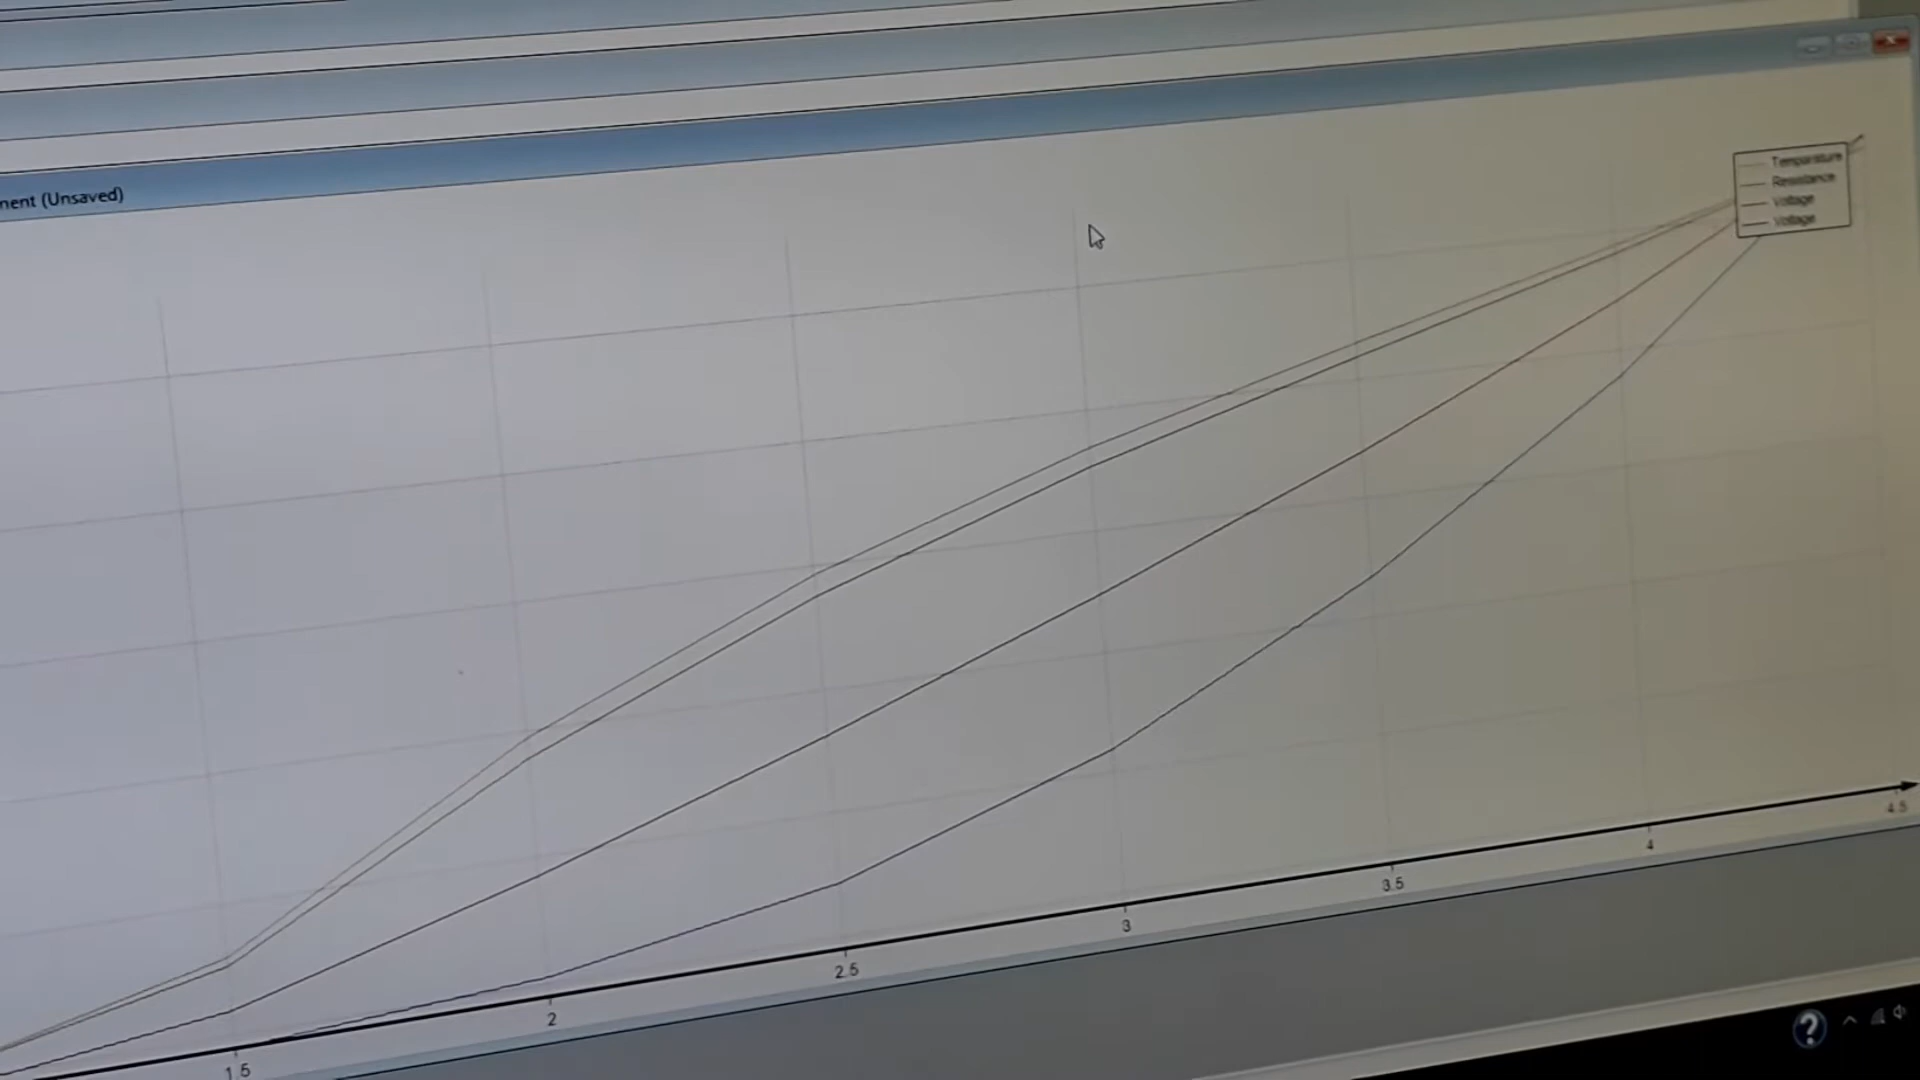 nent (Unsaved)
Temperature
Resistance
Voltage
Voltage
4.5
4
3.5
3
2.5
2
1.5
?